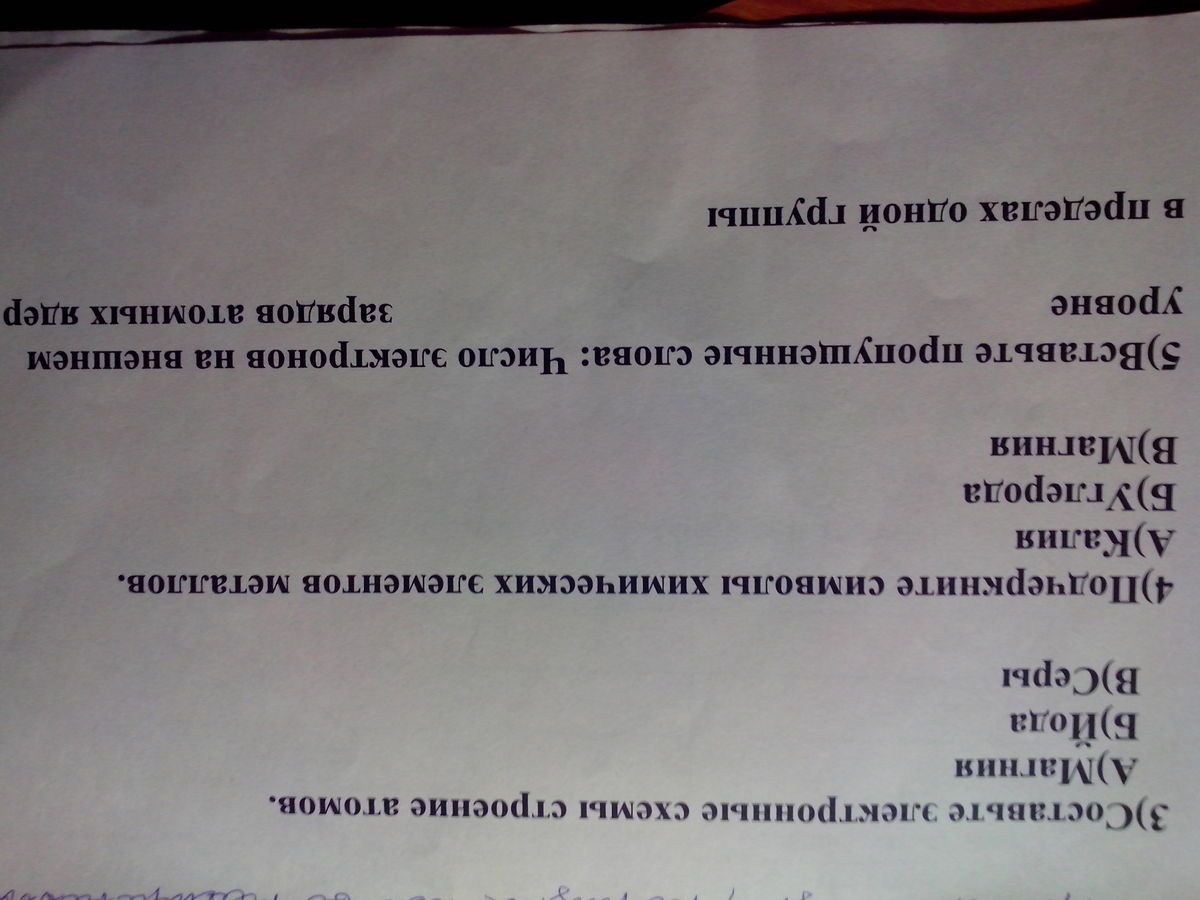 3)Составьте электронные схемы строение атомов.
А)Магния
Б)Йода
В)Серы
4)Подчеркните символы химических элементов металлов.
А)Калия
Б)Углерода
В)Магния
5)Вставьте пропущенные слова: Число электронов на внешнем
уровне зарядов атомных ядер
в пределах одной группы